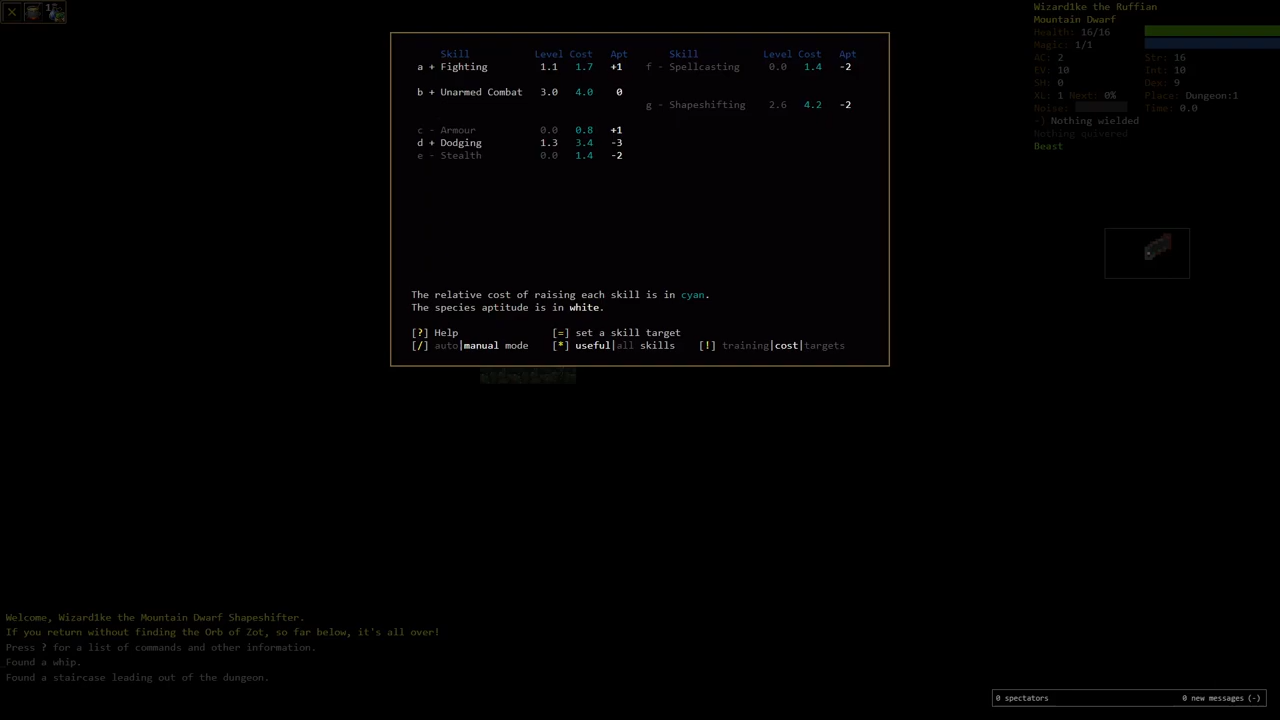 Wizard1ke the Ruffian
Mountain Dwarf
Health: 16/16
Magic: 1/1
AC: 2 Str: 16
EV: 10 Int: 10
SH: 0 Dex: 9
XL: 1 Next: 0% Place: Dungeon:1
Noise: Time: 0.0
-) Nothing wielded
Nothing quivered
Beast
Skill Level Cost Apt Skill Level Cost Apt
a + Fighting 1.1 1.7 +1 f - Spellcasting 0.0 1.4 -2
b + Unarmed Combat 3.0 4.0 0
g - Shapeshifting 2.6 4.2 -2
c - Armour 0.0 0.8 +1
d + Dodging 1.3 3.4 -3
e - Stealth 0.0 1.4 -2
The relative cost of raising each skill is in cyan.
The species aptitude is in white.
[?] Help [=] set a skill target
[/] auto|manual mode [*] useful|all skills [!] training|cost|targets
Welcome, Wizard1ke the Mountain Dwarf Shapeshifter.
If you return without finding the Orb of Zot, so far below, it's all over!
Press ? for a list of commands and other information.
Found a whip.
Found a staircase leading out of the dungeon.
0 spectators 0 new messages (-)